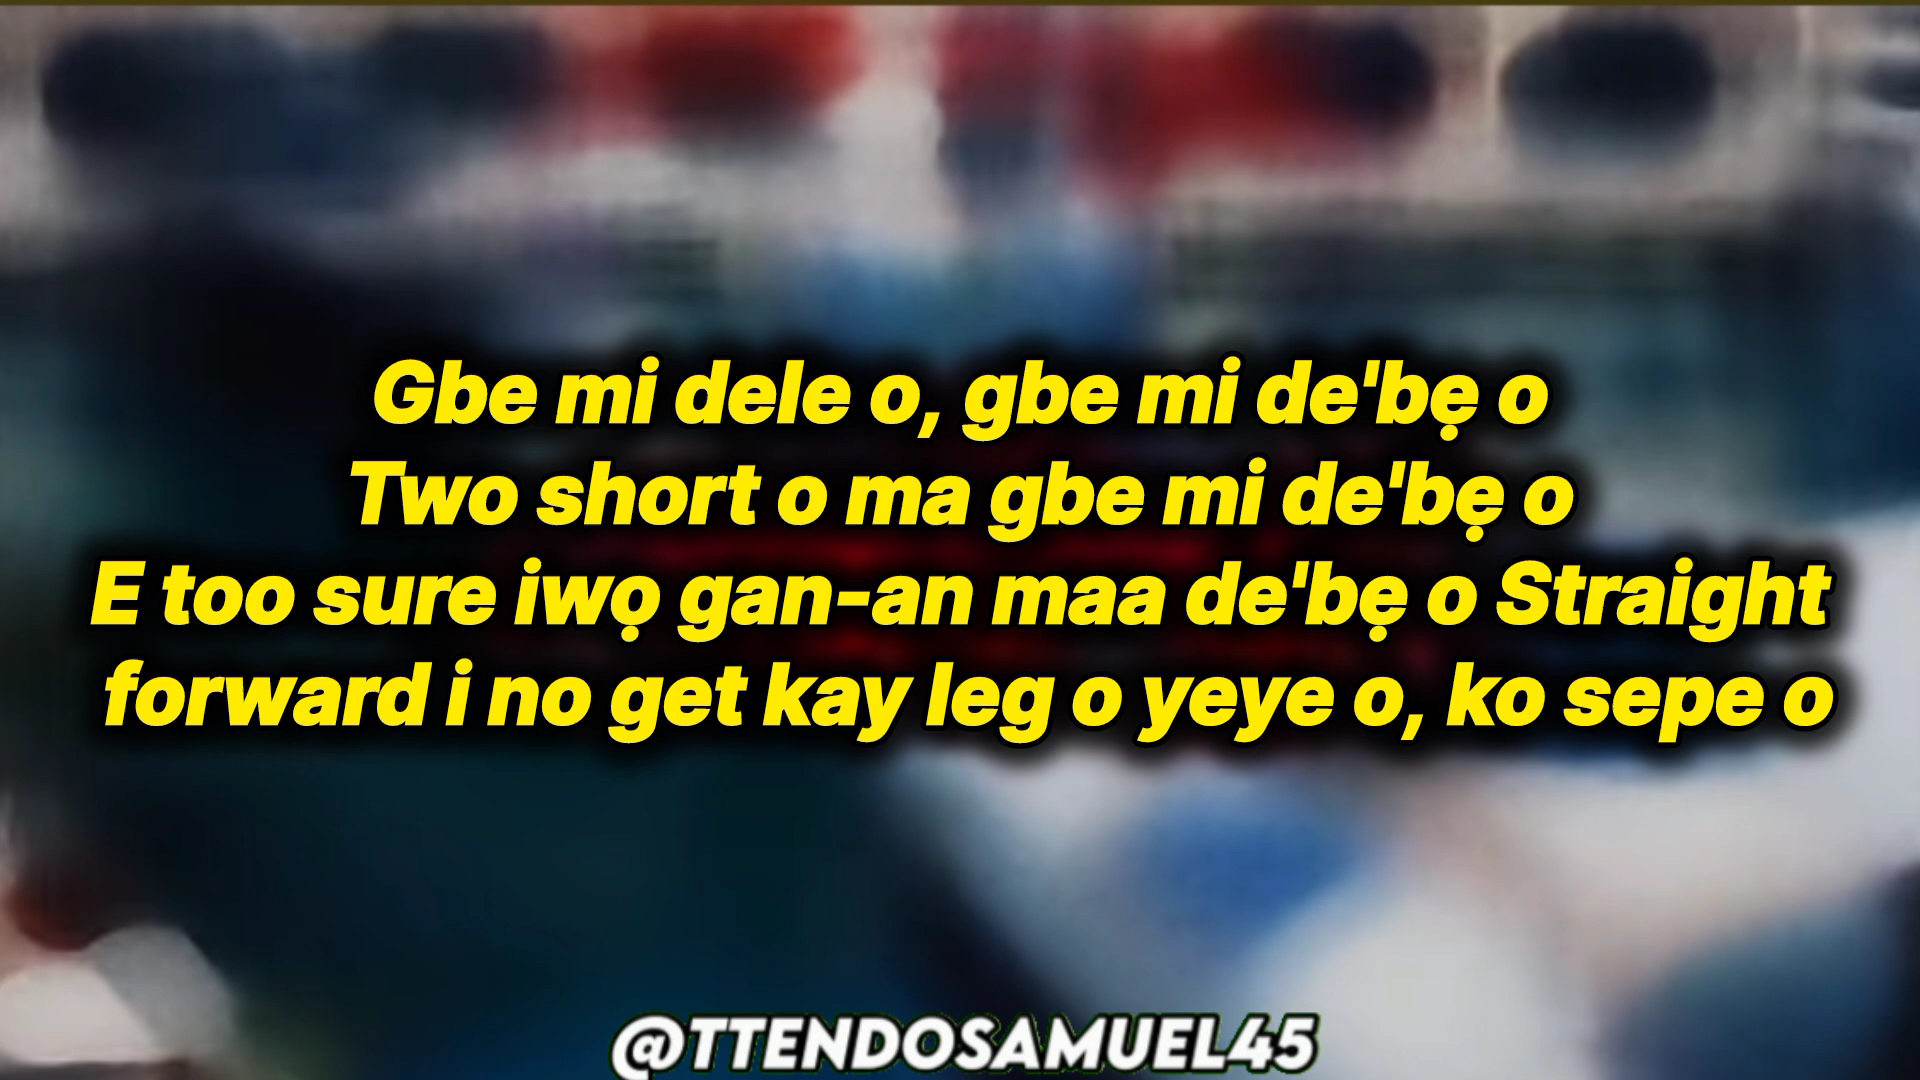 Gbe mi dele o, gbe mi de'bẹ o
Two short o ma gbe mi de'bẹ o
E too sure iwọ gan-an maa de'bẹ o Straight
forward i no get kay leg o yeye o, ko sepe o
@TTENDOSAMUEL45